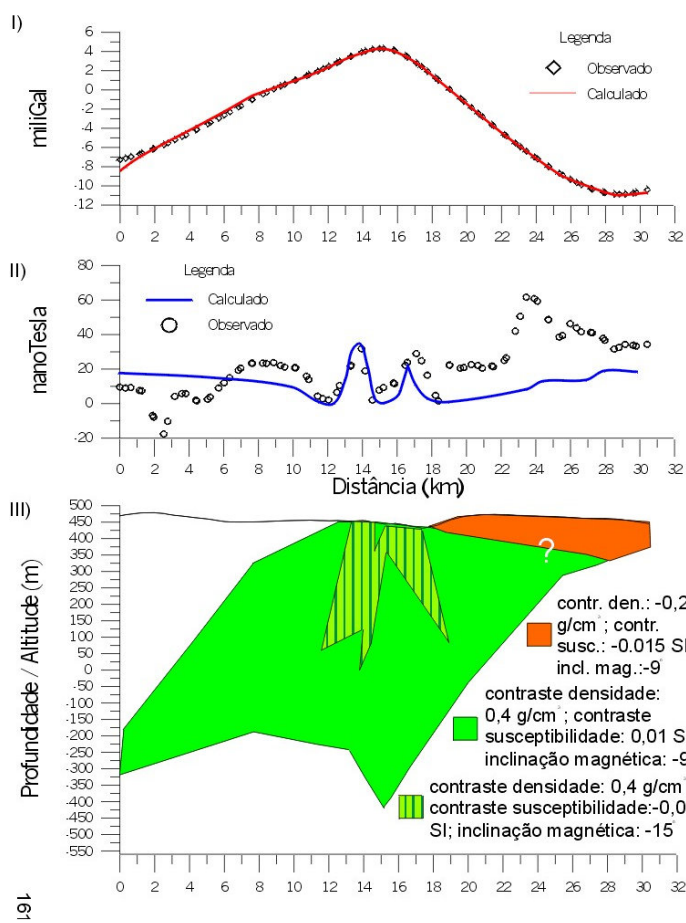 I)
miliGal
6
4
2
0
-2
-4
-6
-8
-10
-12
Legenda
Observado
Calculado
0 2 4 6 8 10 12 14 16 18 20 22 24 26 28 30 32
II)
nanoTesla
80
60
40
20
0
-20
Legenda
Calculado
Observado
0 2 4 6 8 10 12 14 16 18 20 22 24 26 28 30 32
Distância (km)
III)
Profundidade / Altitude (m)
500
450
400
350
300
250
200
150
100
50
0
-50
-100
-150
-200
-250
-300
-350
-400
-450
-500
-550
?
contr. den.: -0,2
g/cm³; contr.
susc.: -0.015 SI
incl. mag.:-9°
contraste densidade:
0,4 g/cm³; contraste
susceptibilidade: 0,01 S
inclinação magnética: -9
contraste densidade: 0,4 g/cm³
contraste susceptibilidade:-0,0
SI; inclinação magnética: -15°
0 2 4 6 8 10 12 14 16 18 20 22 24 26 28 30 32
161